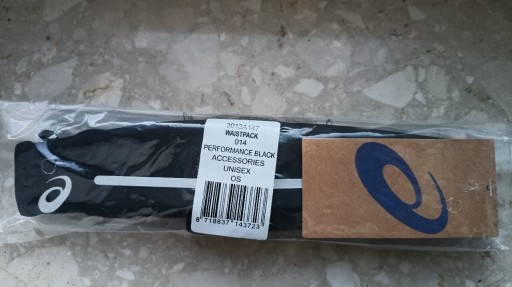 3013A147
WAISTPACK
014
PERFORMANCE BLACK
ACCESSORIES
UNISEX
OS
8 718837 143723